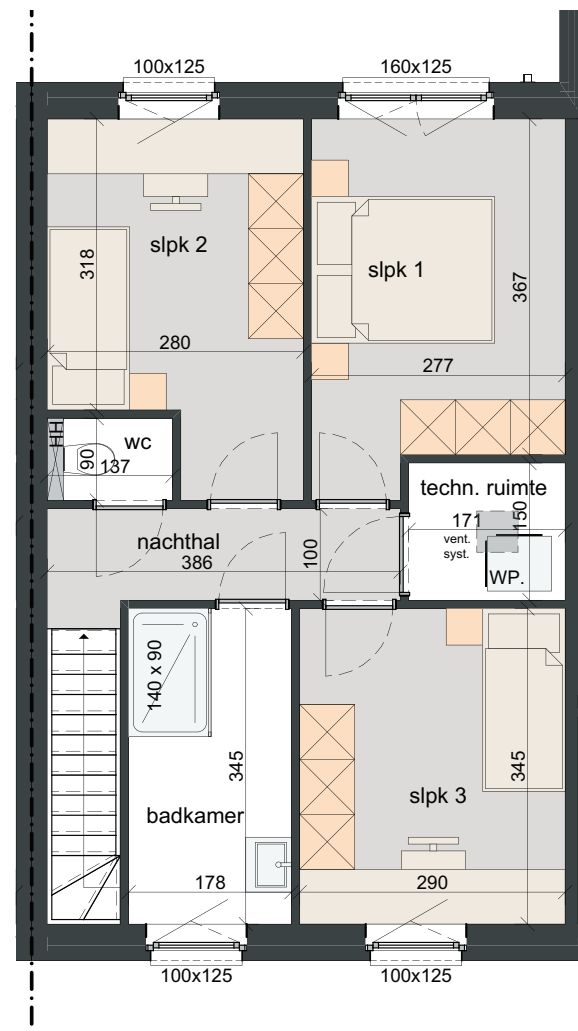 100x125
160x125
slpk 2
slpk 1
318
367
280
277
wc
90
137
techn. ruimte
171
150
vent.
syst.
WP.
nachthal
386
100
140 x 90
345
345
slpk 3
badkamer
178
290
100x125
100x125